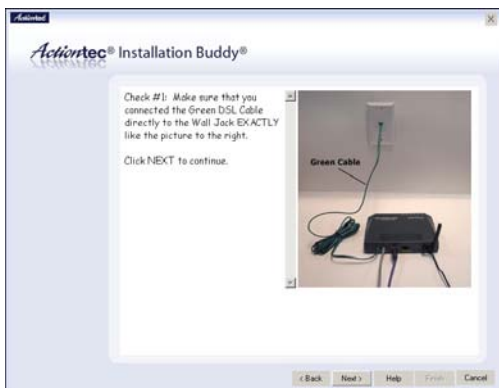 Actiontec
Actiontec® Installation Buddy®
Check #1: Make sure that you
connected the Green DSL Cable
directly to the Wall Jack EXACTLY
like the picture to the right.
Click NEXT to continue.
Green Cable
< Back Next > Help Finish Cancel